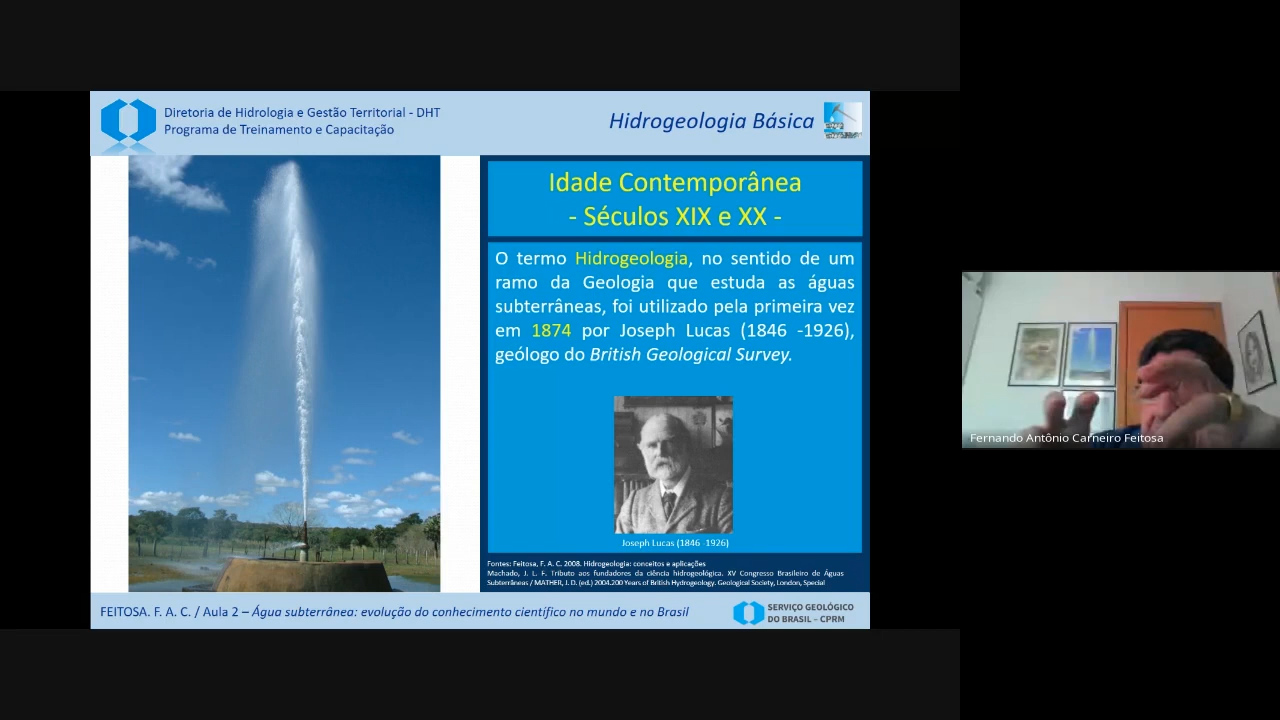 Diretoria de Hidrologia e Gestão Territorial - DHT
Programa de Treinamento e Capacitação
Hidrogeologia Básica
Idade Contemporânea
- Séculos XIX e XX -
O termo Hidrogeologia, no sentido de um
ramo da Geologia que estuda as águas
subterrâneas, foi utilizado pela primeira vez
em 1874 por Joseph Lucas (1846 -1926),
geólogo do British Geological Survey.
Joseph Lucas (1846 -1926)
Fontes: Feitosa, F. A. C. 2008. Hidrogeologia: conceitos e aplicações
Machado, J. L. F. Tributo aos fundadores da ciência hidrogeológica. XV Congresso Brasileiro de Águas
Subterrâneas / MATHER, J. D. (ed.) 2004.200 Years of British Hydrogeology. Geological Society, London, Special
FEITOSA. F. A. C. / Aula 2 – Água subterrânea: evolução do conhecimento científico no mundo e no Brasil
SERVIÇO GEOLÓGICO
DO BRASIL – CPRM
Fernando Antônio Carneiro Feitosa